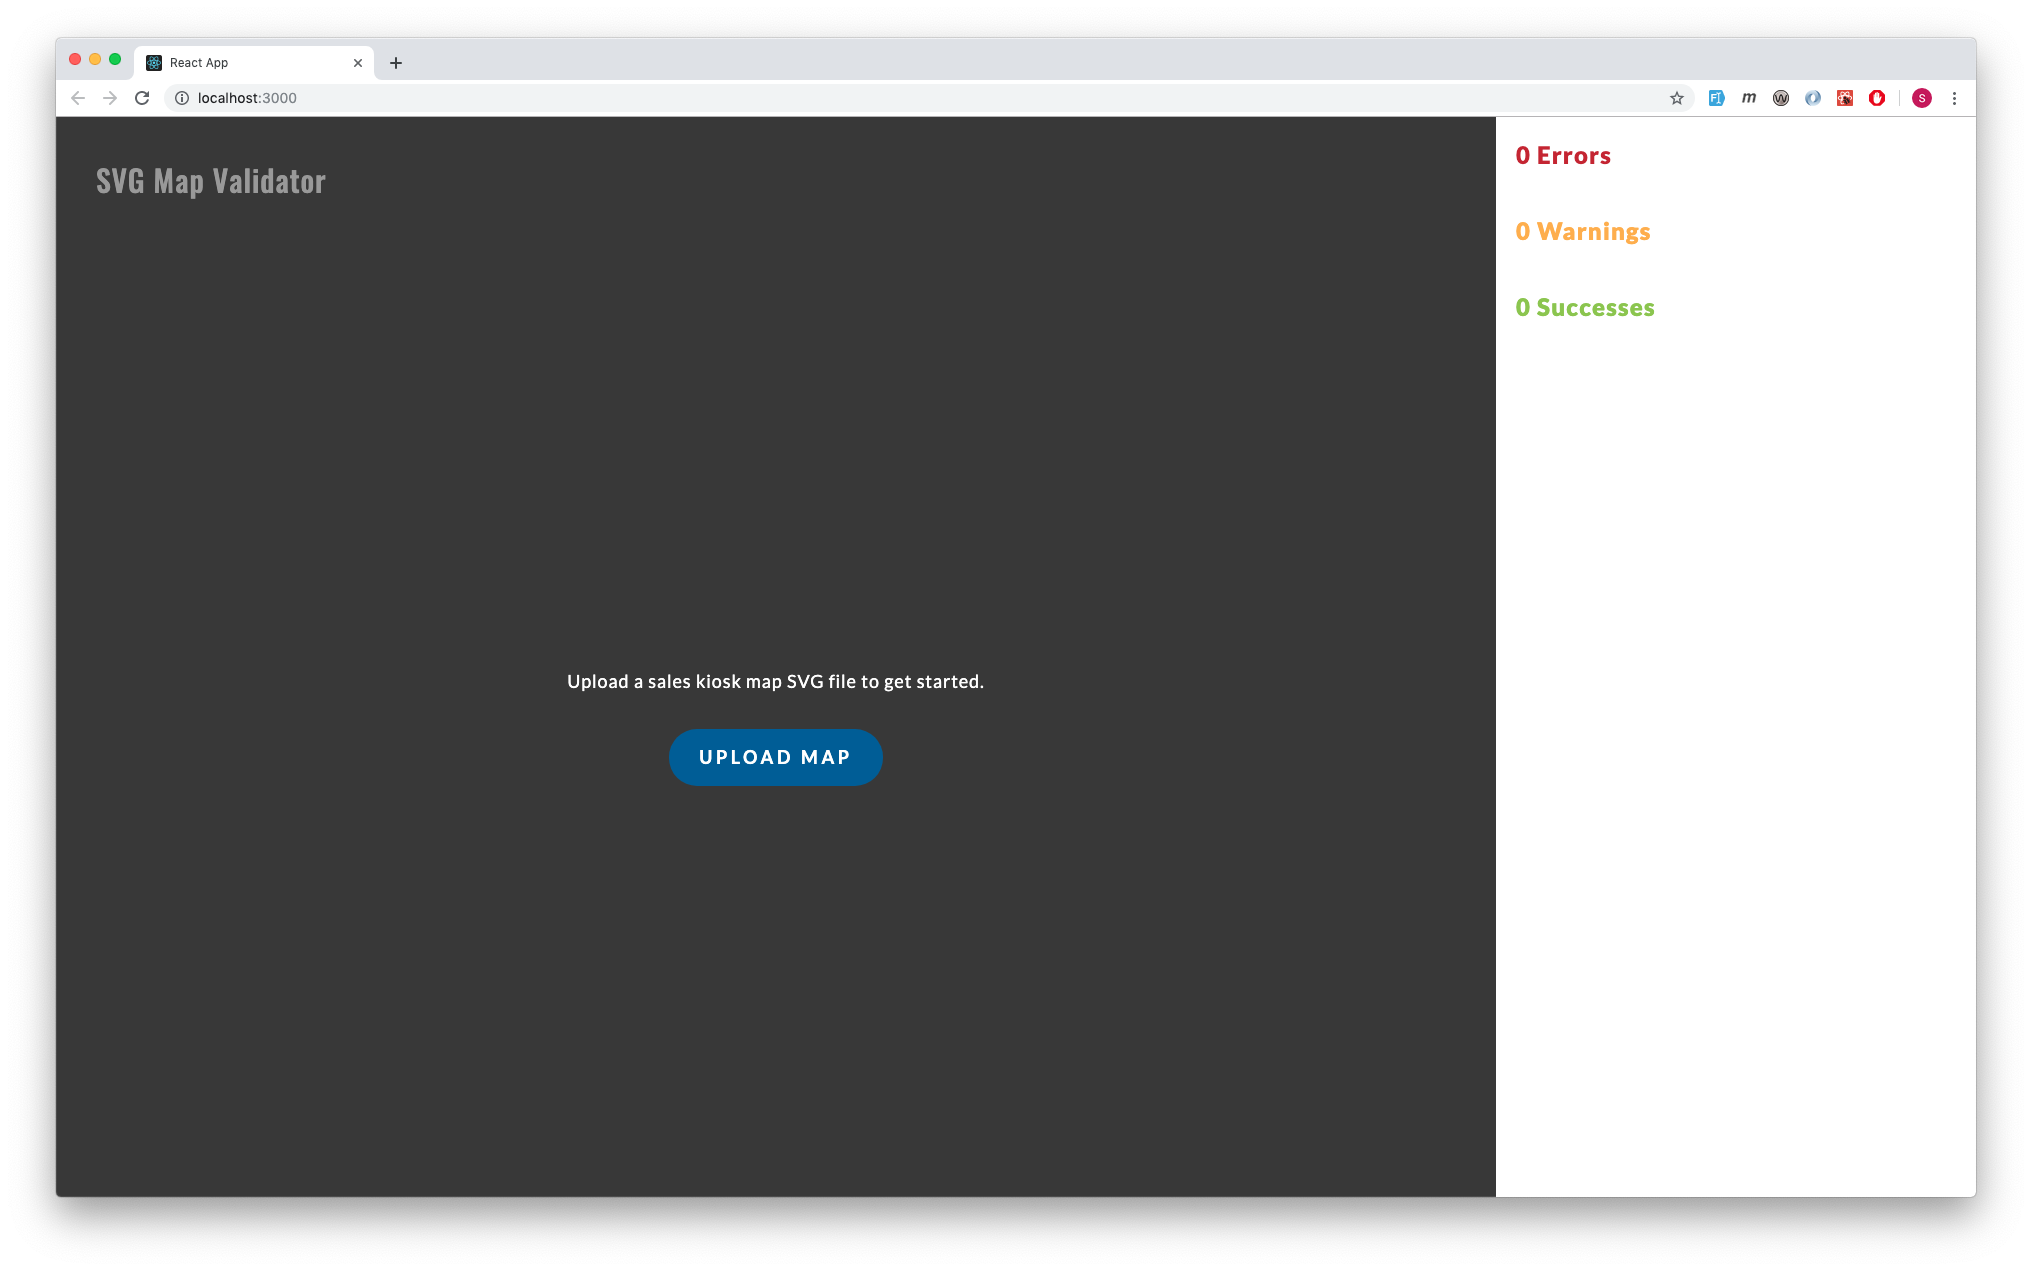 React App
localhost:3000
S
SVG Map Validator
Upload a sales kiosk map SVG file to get started.
UPLOAD MAP
0 Errors
0 Warnings
0 Successes